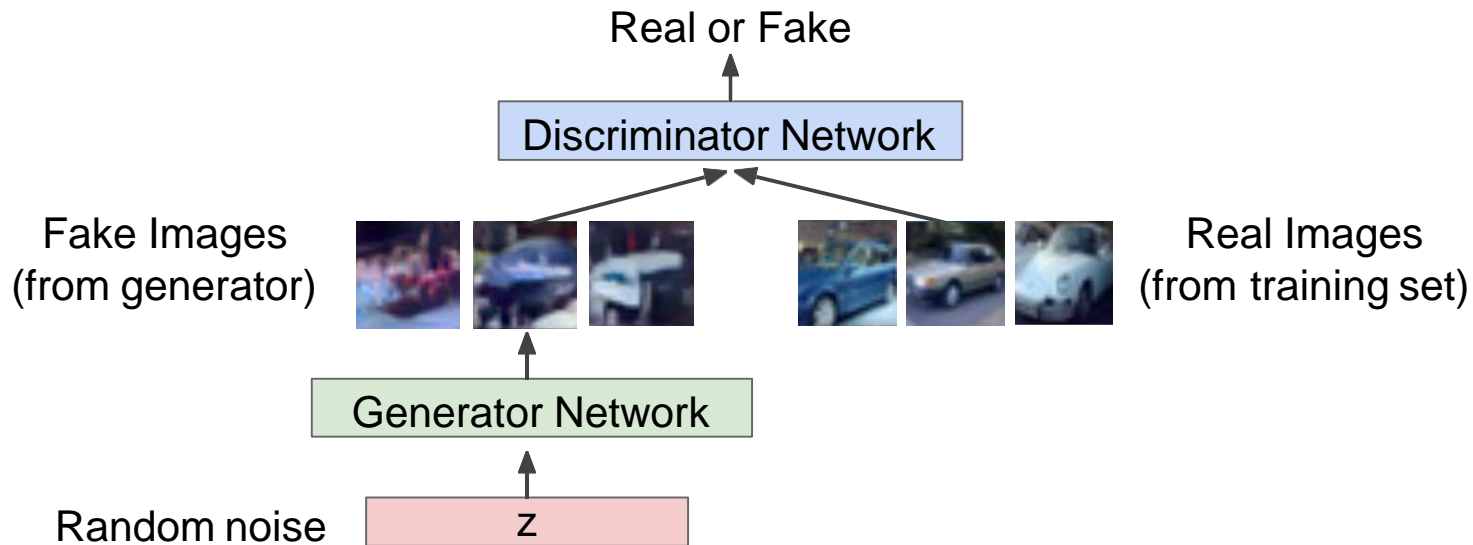 Real or Fake
Discriminator Network
Fake Images
(from generator)
Real Images
(from training set)
Generator Network
Random noise
z